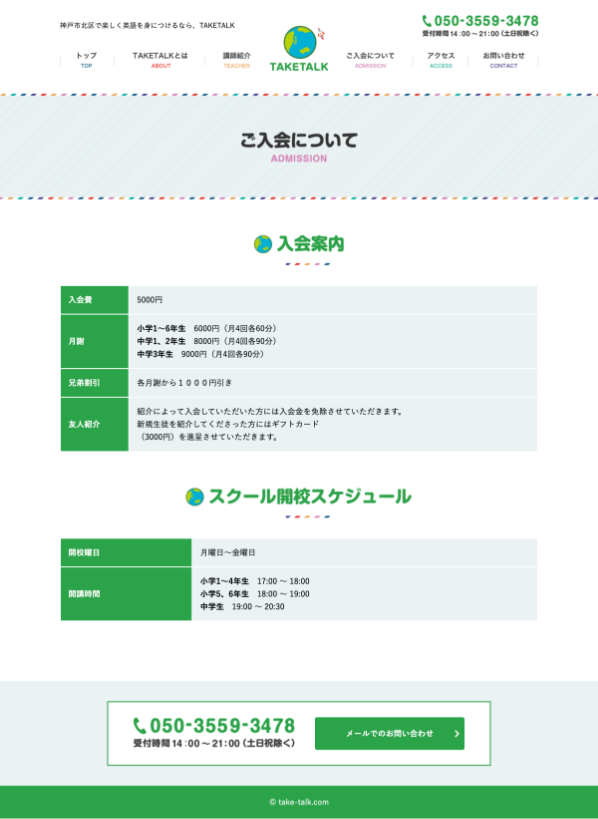 神戸市北区で楽しく英語を身につけるなら、TAKETALK
050-3559-3478
受付時間 14:00～21:00 (土日祝除く)
トップ
TOP
TAKETALKとは
ABOUT
講師紹介
TEACHER
TAKETALK
ご入会について
ADMISSION
アクセス
ACCESS
お問い合わせ
CONTACT
ご入会について
ADMISSION
入会案内
入会費 5000円
月謝
小学1～6年生 6000円（月4回各60分）
中学1、2年生 8000円（月4回各90分）
中学3年生 9000円（月4回各90分）
兄弟割引 各月謝から１０００円引き
友人紹介
紹介によって入会していただいた方には入会金を免除させていただきます。
新規生徒を紹介してくださった方にはギフトカード
（3000円）を進呈させていただきます。
スクール開校スケジュール
開校曜日 月曜日～金曜日
開講時間
小学1～4年生 17:00 ～ 18:00
小学5、6年生 18:00 ～ 19:00
中学生 19:00 ～ 20:30
050-3559-3478
受付時間 14:00 ～ 21:00 (土日祝除く)
メールでのお問い合わせ
© take-talk.com